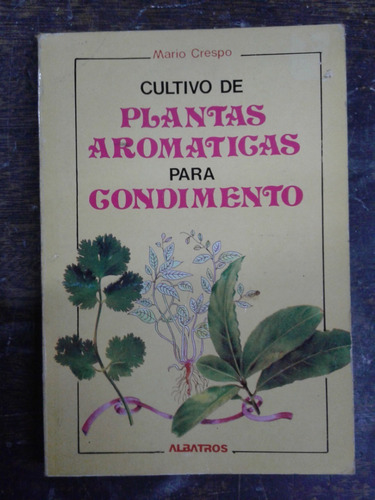 Mario Crespo
CULTIVO DE
PLANTAS
AROMATICAS
PARA
CONDIMENTO
ALBATROS